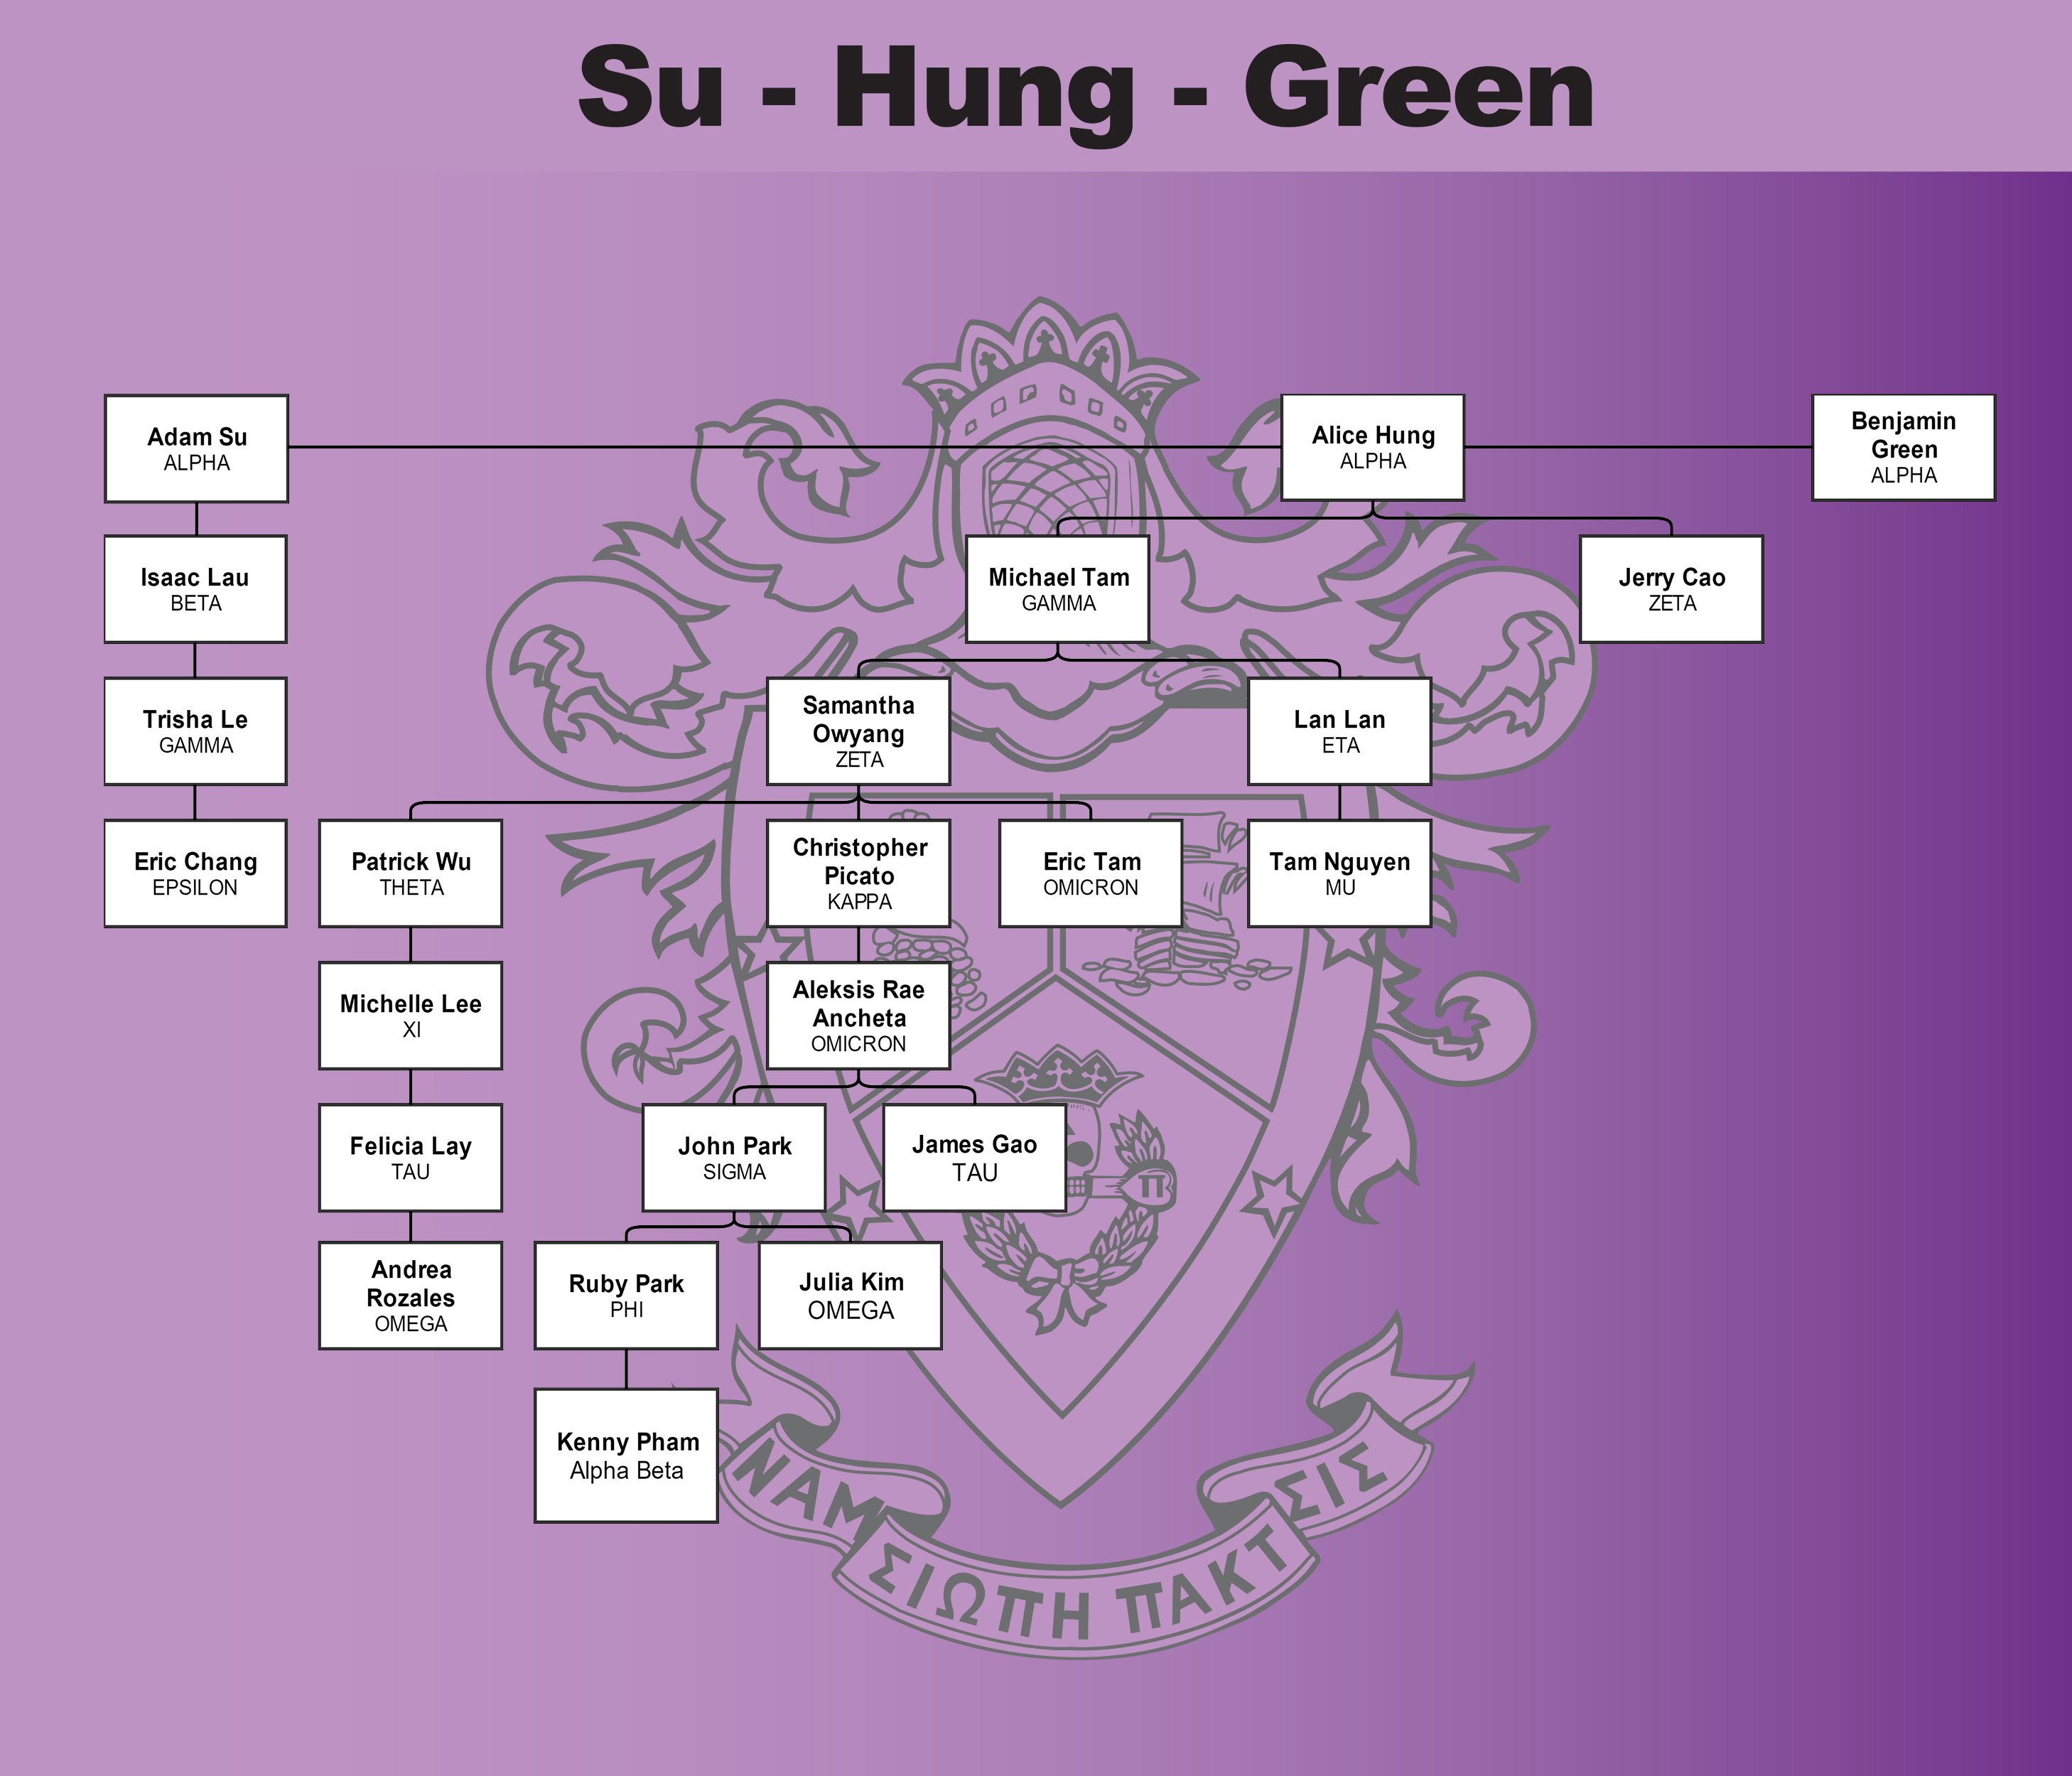 Su - Hung - Green
Adam Su
ALPHA
Alice Hung
ALPHA
Benjamin
Green
ALPHA
Isaac Lau
BETA
Michael Tam
GAMMA
Jerry Cao
ZETA
Trisha Le
GAMMA
Samantha
Owyang
ZETA
Lan Lan
ETA
Eric Chang
EPSILON
Patrick Wu
THETA
Christopher
Picato
KAPPA
Eric Tam
OMICRON
Tam Nguyen
MU
Michelle Lee
XI
Aleksis Rae
Ancheta
OMICRON
Felicia Lay
TAU
John Park
SIGMA
James Gao
TAU
Π
Andrea
Rozales
OMEGA
Ruby Park
PHI
Julia Kim
OMEGA
Kenny Pham
Alpha Beta
ΝΑΜ
ΣΙΩΠΗ ΠΑΚΤ
ΣΙΣ